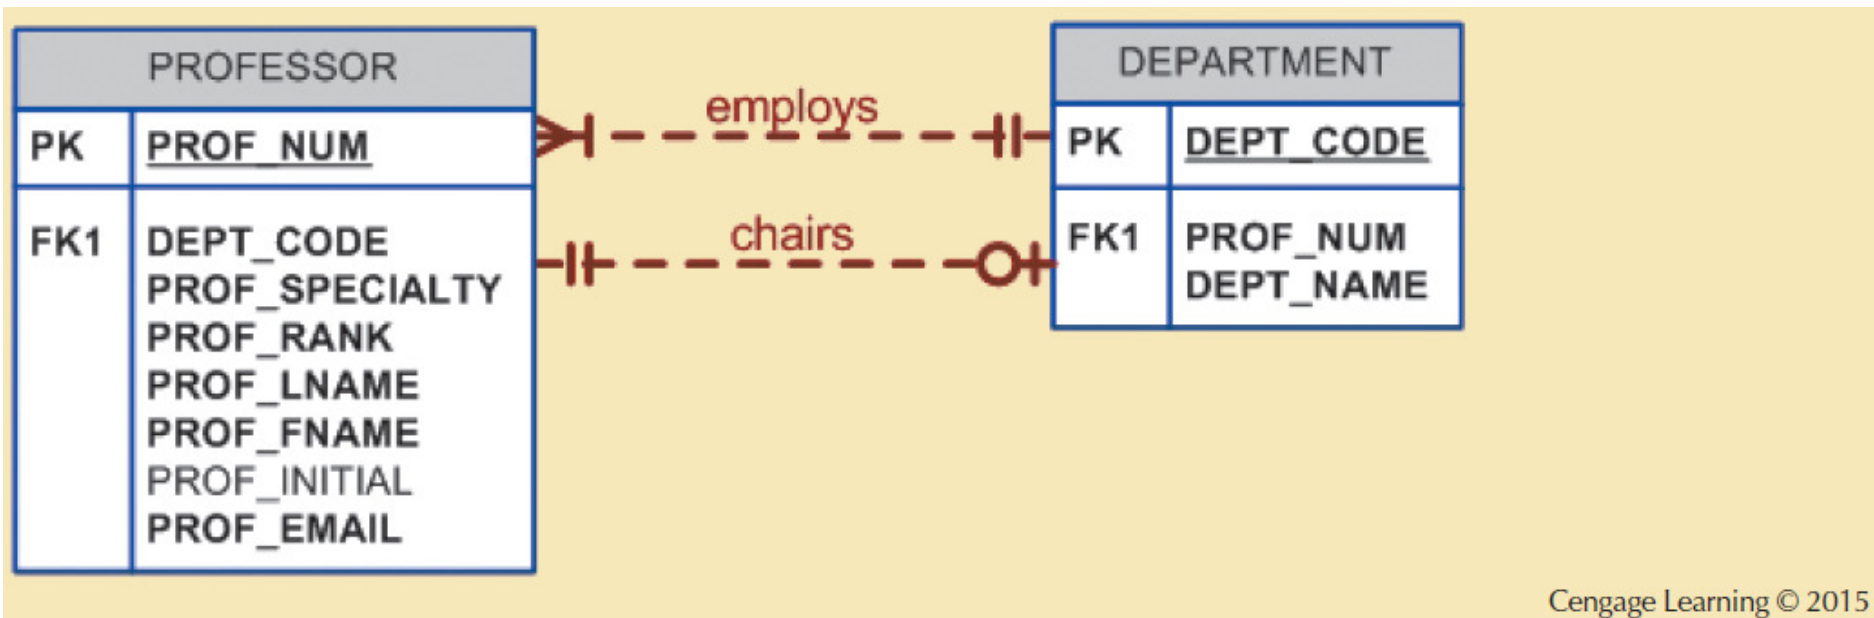 PROFESSOR
PK PROF_NUM
FK1 DEPT_CODE
PROF_SPECIALTY
PROF_RANK
PROF_LNAME
PROF_FNAME
PROF_INITIAL
PROF_EMAIL
employs
chairs
DEPARTMENT
PK DEPT_CODE
FK1 PROF_NUM
DEPT_NAME
Cengage Learning © 2015